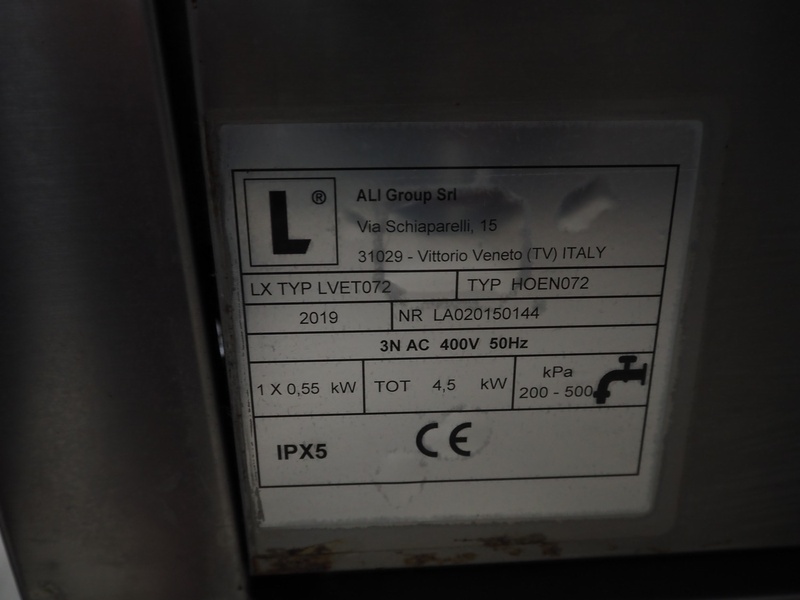 L ® ALI Group Srl
Via Schiaparelli, 15
31029 - Vittorio Veneto (TV) ITALY
LX TYP LVET072 TYP HOEN072
2019 NR LA020150144
3N AC 400V 50Hz
1 X 0,55 kW TOT 4,5 kW kPa
200 - 500
IPX5 CE